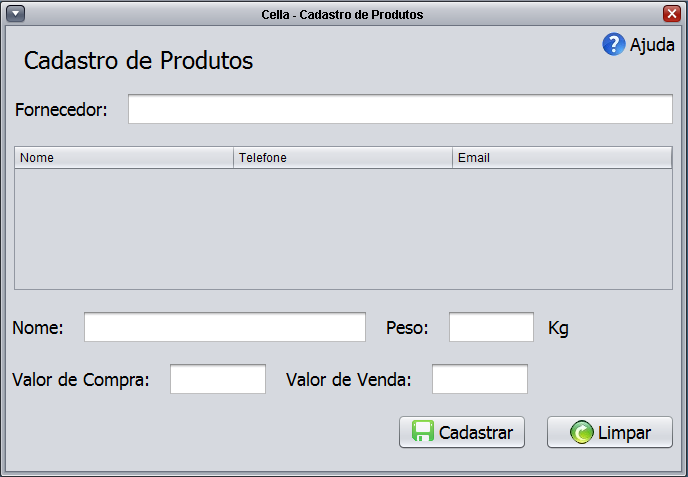 Cella - Cadastro de Produtos
Ajuda
Cadastro de Produtos
Fornecedor:
Nome Telefone Email
Nome: Peso: Kg
Valor de Compra: Valor de Venda:
Cadastrar Limpar